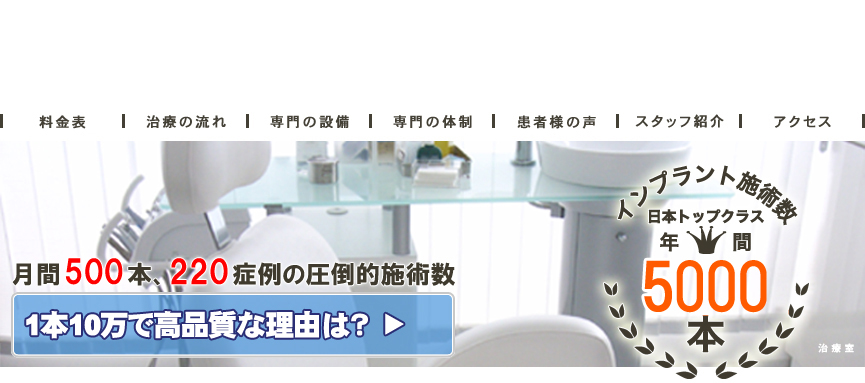 料金表
治療の流れ
専門の設備
専門の体制
患者様の声
スタッフ紹介
アクセス
インプラント施術数
日本トップクラス
年間
5000
本
月間500本、220症例の圧倒的施術数
1本10万で高品質な理由は? ▶
治療室